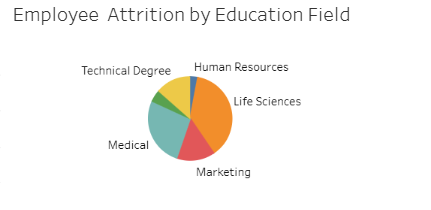 Employee Attrition by Education Field
Technical Degree
Human Resources
Life Sciences
Medical
Marketing